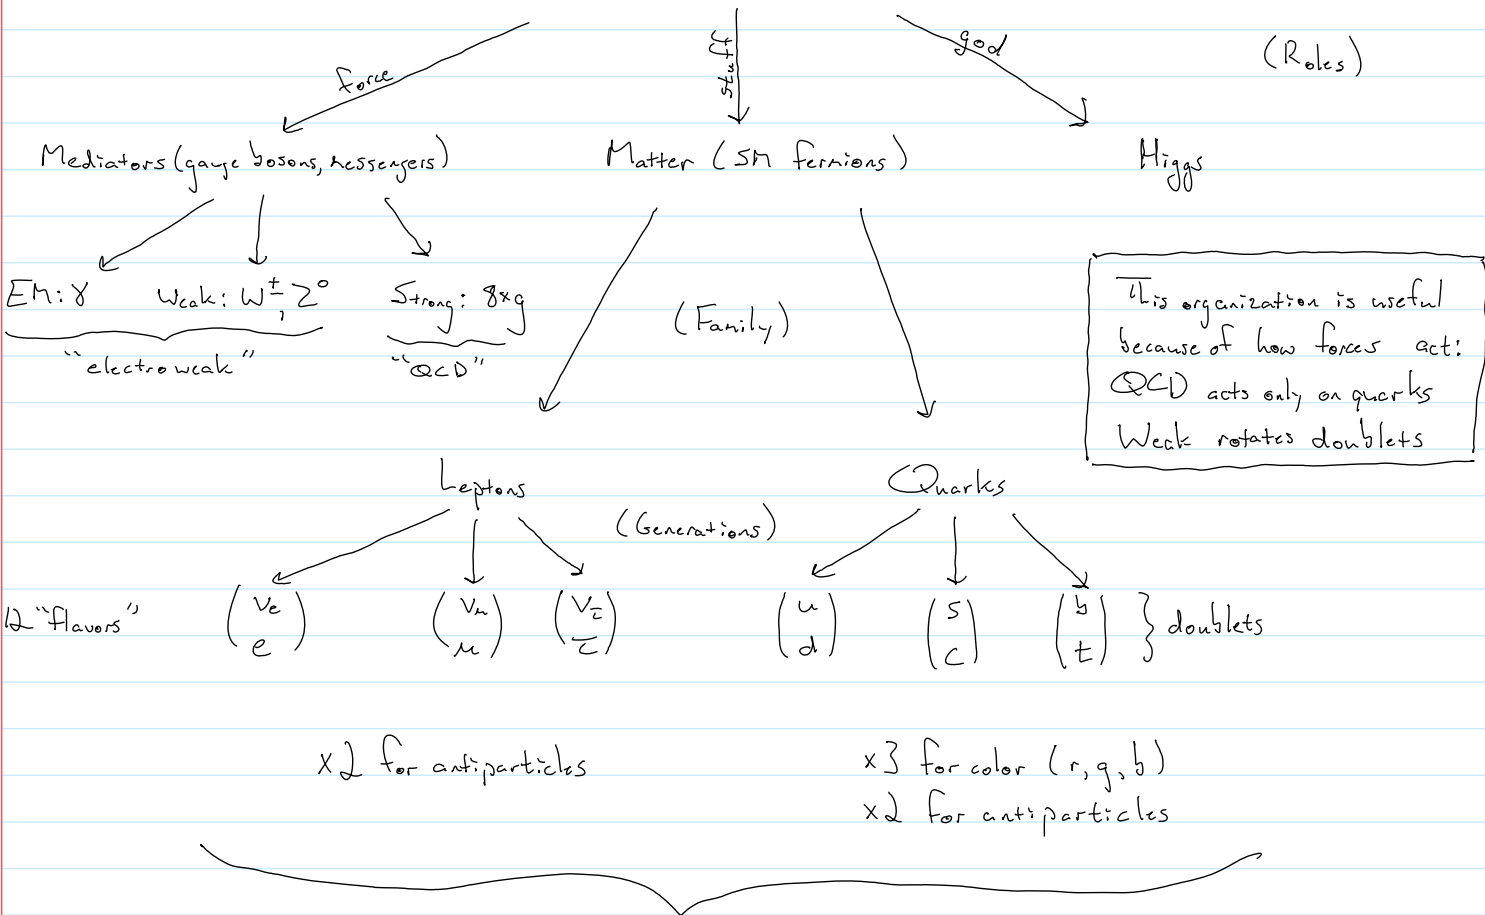 force
stuff
god
(Roles)
Mediators (gauge bosons, messengers)
Matter (SM fermions)
Higgs
EM: γ
Weak: W±, Z⁰
Strong: 8×g
"electroweak"
"QCD"
(Family)
This organization is useful
because of how forces act:
QCD acts only on quarks
Weak rotates doublets
Leptons
Quarks
(Generations)
12 "flavors"
(νe e)
(νμ μ)
(ντ τ)
(u d)
(s c)
(b t)
} doublets
×2 for antiparticles
×3 for color (r, g, b)
×2 for antiparticles